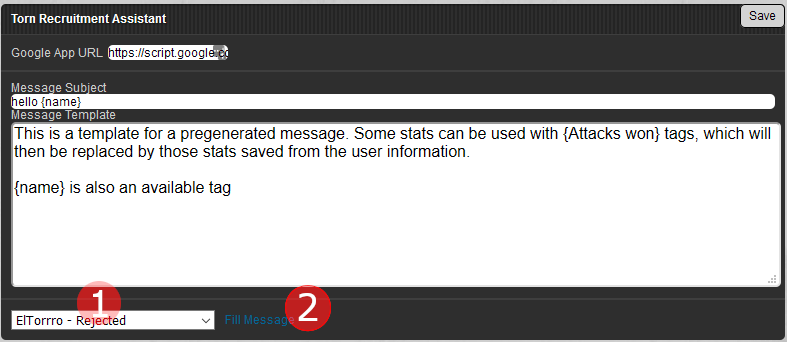 Torn Recruitment Assistant
Save
Google App URL https://script.google.co
Message Subject
hello {name}
Message Template
This is a template for a pregenerated message. Some stats can be used with {Attacks won} tags, which will
then be replaced by those stats saved from the user information.
{name} is also an available tag
1
2
ElTorrro - Rejected
Fill Message